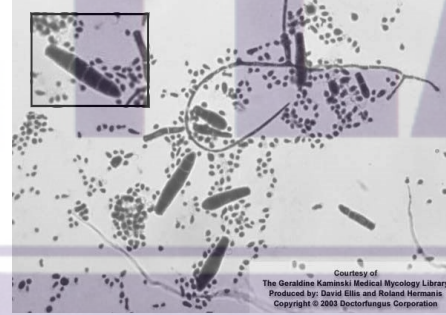 Courtesy of
The Geraldine Kaminski Medical Mycology Library
Produced by: David Ellis and Roland Hermanis
Copyright © 2003 Doctorfungus Corporation